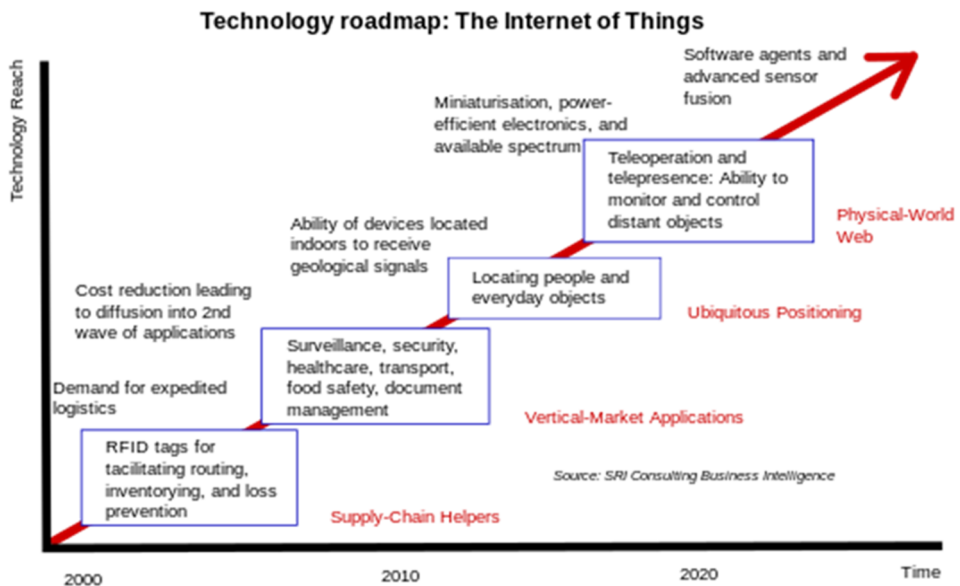 Technology roadmap: The Internet of Things
Technology Reach
Software agents and
advanced sensor
fusion
Miniaturisation, power-
efficient electronics, and
available spectrum
Teleoperation and
telepresence: Ability to
monitor and control
distant objects
Physical-World
Web
Ability of devices located
indoors to receive
geological signals
Locating people and
everyday objects
Ubiquitous Positioning
Cost reduction leading
to diffusion into 2nd
wave of applications
Surveillance, security,
healthcare, transport,
food safety, document
management
Vertical-Market Applications
Demand for expedited
logistics
RFID tags for
tacilitating routing,
inventorying, and loss
prevention
Supply-Chain Helpers
Source: SRI Consulting Business Intelligence
2000
2010
2020
Time